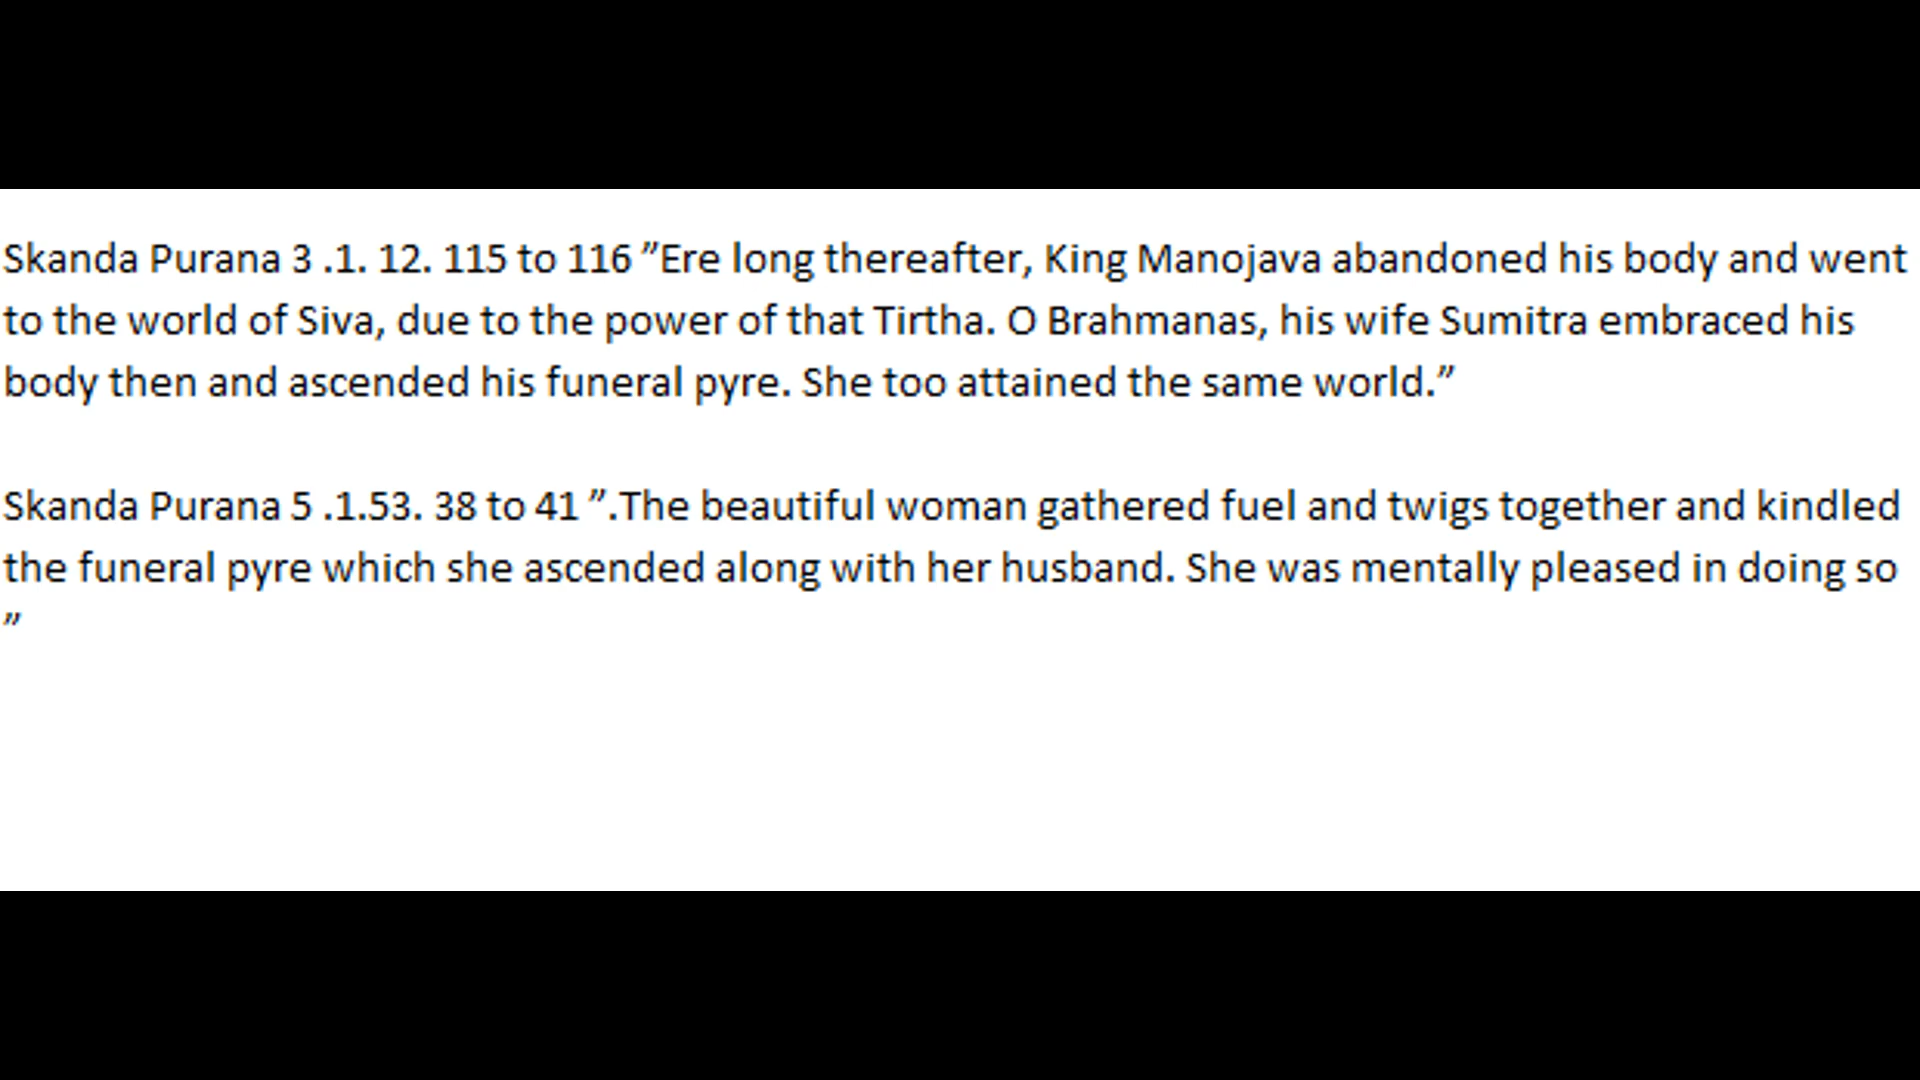 Skanda Purana 3 .1. 12. 115 to 116 ”Ere long thereafter, King Manojava abandoned his body and went
to the world of Siva, due to the power of that Tirtha. O Brahmanas, his wife Sumitra embraced his
body then and ascended his funeral pyre. She too attained the same world.”
Skanda Purana 5 .1.53. 38 to 41 ”.The beautiful woman gathered fuel and twigs together and kindled
the funeral pyre which she ascended along with her husband. She was mentally pleased in doing so
”